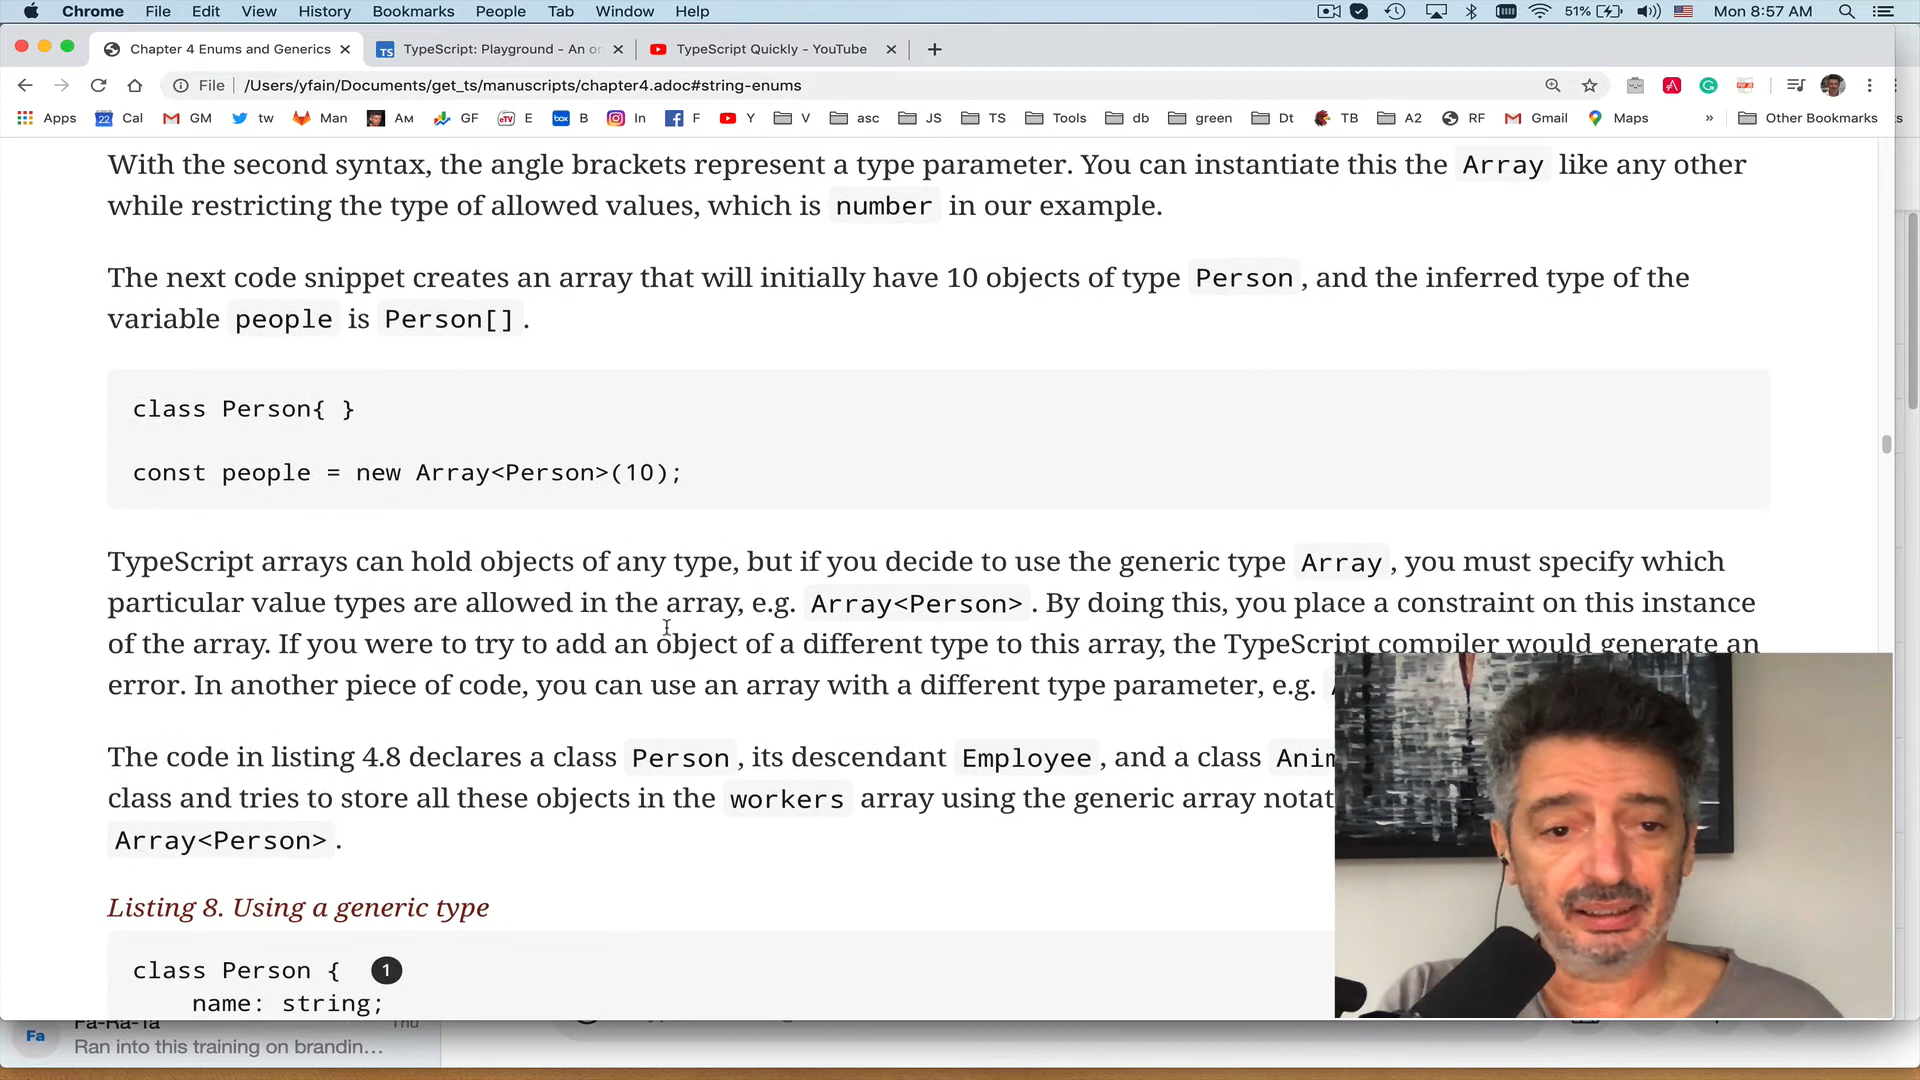 Chrome File Edit View History Bookmarks People Tab Window Help 51% Mon 8:57 AM
Chapter 4 Enums and Generics TS TypeScript: Playground - An o TypeScript Quickly - YouTube
File /Users/yfain/Documents/get_ts/manuscripts/chapter4.adoc#string-enums
Apps 22 Cal GM tw Man Ам GF eTV E box B In F Y V asc JS TS Tools db green Dt TB A2 RF Gmail Maps » Other Bookmarks
With the second syntax, the angle brackets represent a type parameter. You can instantiate this the Array like any other
while restricting the type of allowed values, which is number in our example.
The next code snippet creates an array that will initially have 10 objects of type Person, and the inferred type of the
variable people is Person[].
class Person{ }
const people = new Array<Person>(10);
TypeScript arrays can hold objects of any type, but if you decide to use the generic type Array, you must specify which
particular value types are allowed in the array, e.g. Array<Person>. By doing this, you place a constraint on this instance
of the array. If you were to try to add an object of a different type to this array, the TypeScript compiler would generate an
error. In another piece of code, you can use an array with a different type parameter, e.g.
The code in listing 4.8 declares a class Person, its descendant Employee, and a class Anim
class and tries to store all these objects in the workers array using the generic array notat
Array<Person>.
Listing 8. Using a generic type
class Person { 1
name: string;
Fa-Ra-Ta Thu
Fa Ran into this training on brandin...